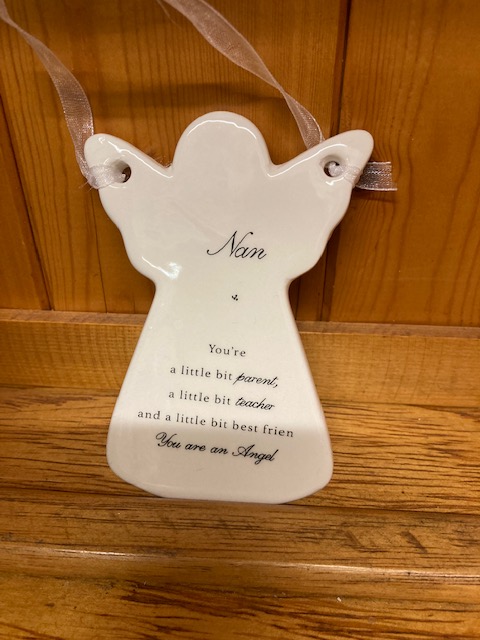 Nan
You're
a little bit parent,
a little bit teacher
and a little bit best frien
You are an Angel